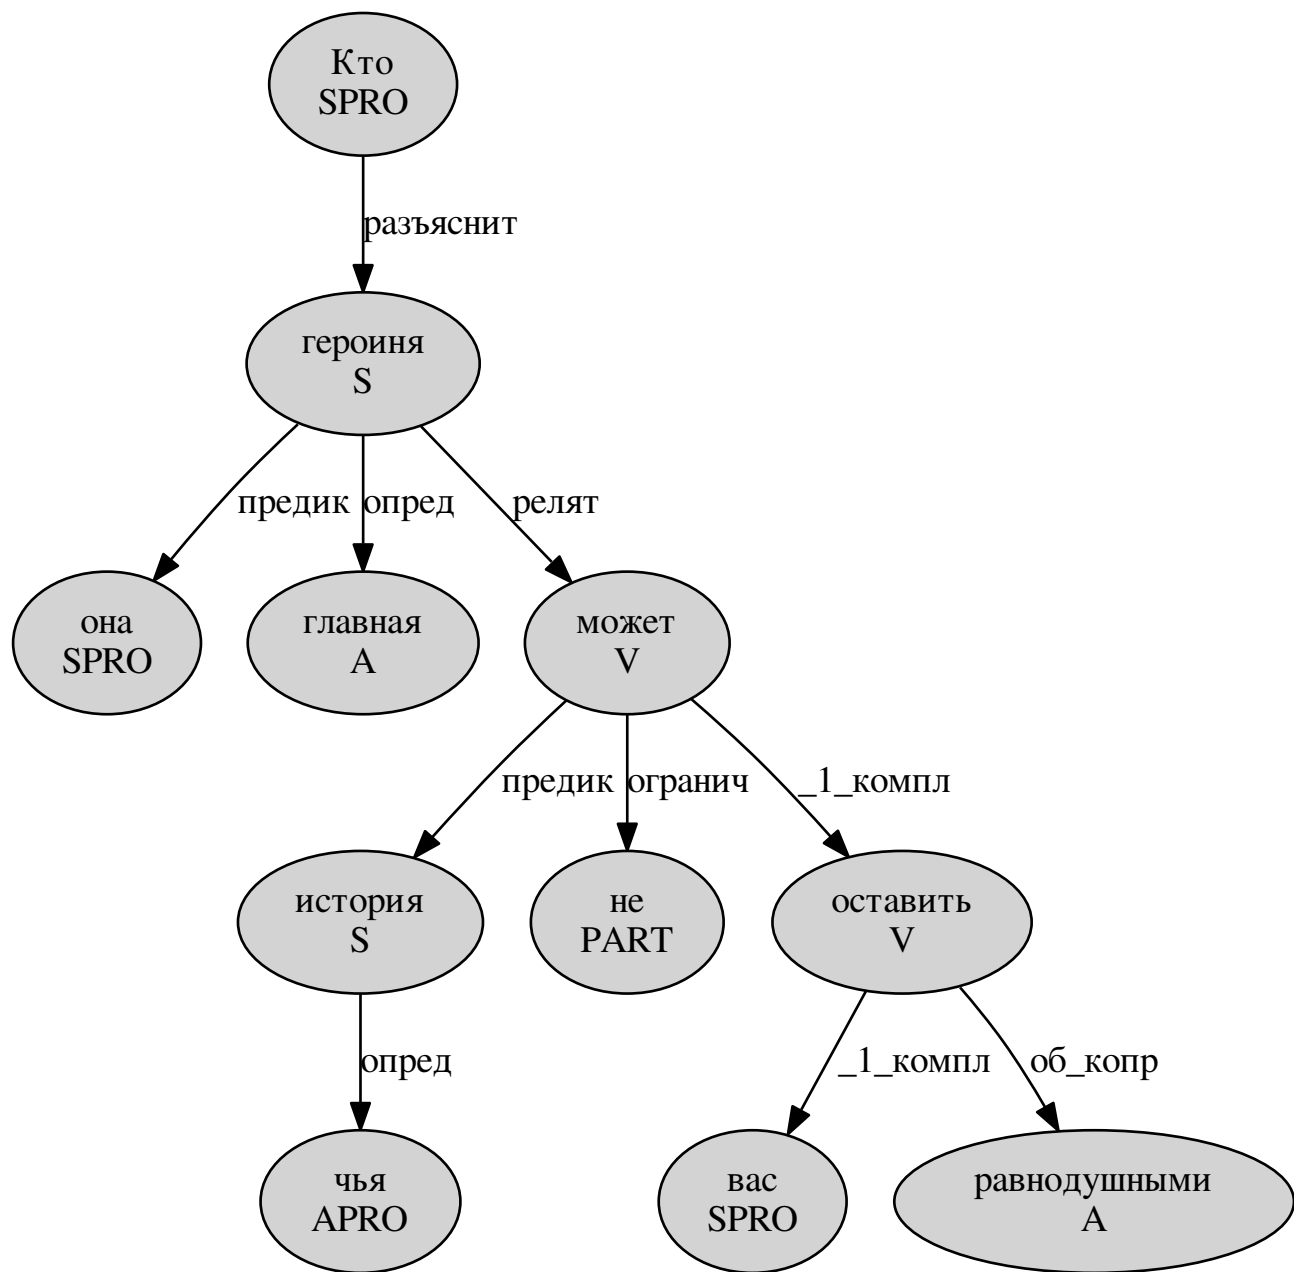 Кто
SPRO
разъяснит
героиня
S
предик
опред
релят
она
SPRO
главная
A
может
V
предик
огранич
_1_компл
история
S
не
PART
оставить
V
опред
_1_компл
об_копр
чья
APRO
вас
SPRO
равнодушными
A